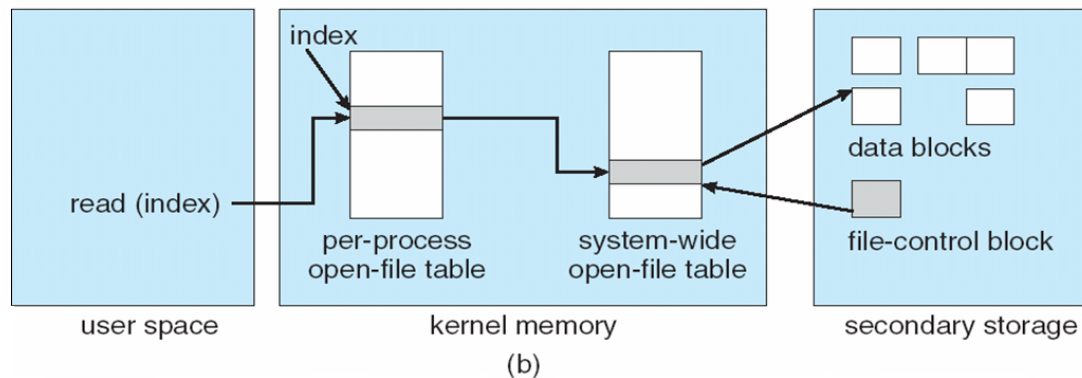 index
read (index)
data blocks
per-process
open-file table
system-wide
open-file table
file-control block
user space
kernel memory
secondary storage
(b)